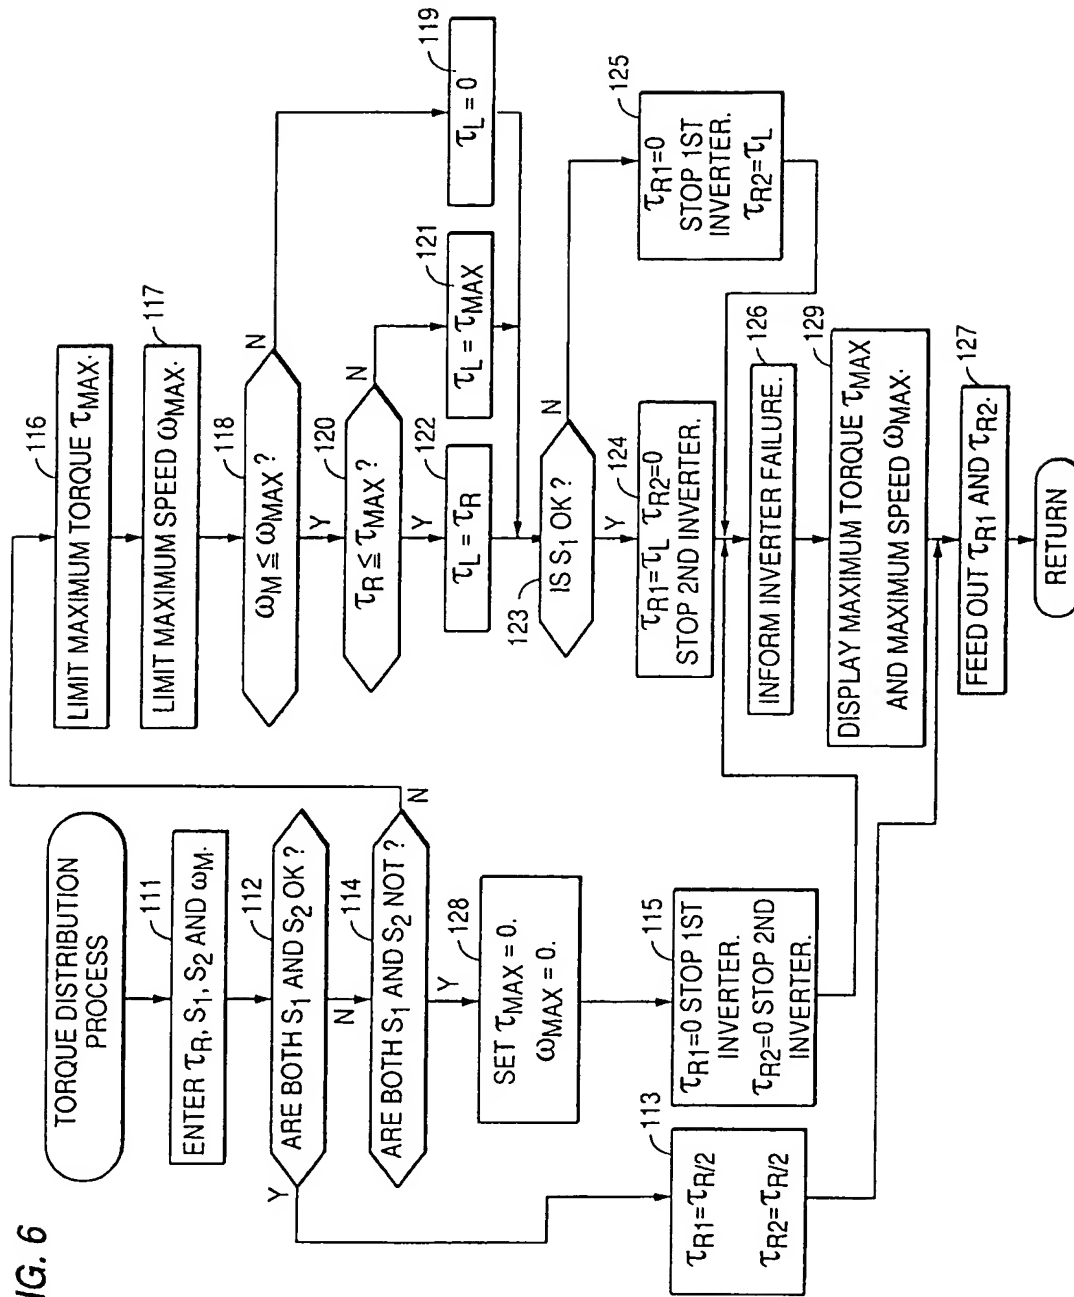 IG. 6
TORQUE DISTRIBUTION
PROCESS
111
ENTER τR, S1, S2 AND ωM.
112
ARE BOTH S1 AND S2 OK?
Y
N
114
ARE BOTH S1 AND S2 NOT?
N
Y
128
SET τMAX=0.
ωMAX=0.
115
τR1=0 STOP 1ST
INVERTER.
τR2=0 STOP 2ND
INVERTER.
113
τR1=τR/2
τR2=τR/2
116
LIMIT MAXIMUM TORQUE τMAX.
117
LIMIT MAXIMUM SPEED ωMAX.
118
ωM≦ωMAX?
N
Y
120
τR≦τMAX?
N
Y
122
τL=τR
121
τL=τMAX
119
τL=0
123
IS S1 OK?
N
Y
124
τR1=τL τR2=0
STOP 2ND INVERTER.
125
τR1=0
STOP 1ST
INVERTER.
τR2=τL
126
INFORM INVERTER FAILURE.
129
DISPLAY MAXIMUM TORQUE τMAX
AND MAXIMUM SPEED ωMAX.
127
FEED OUT τR1 AND τR2.
RETURN